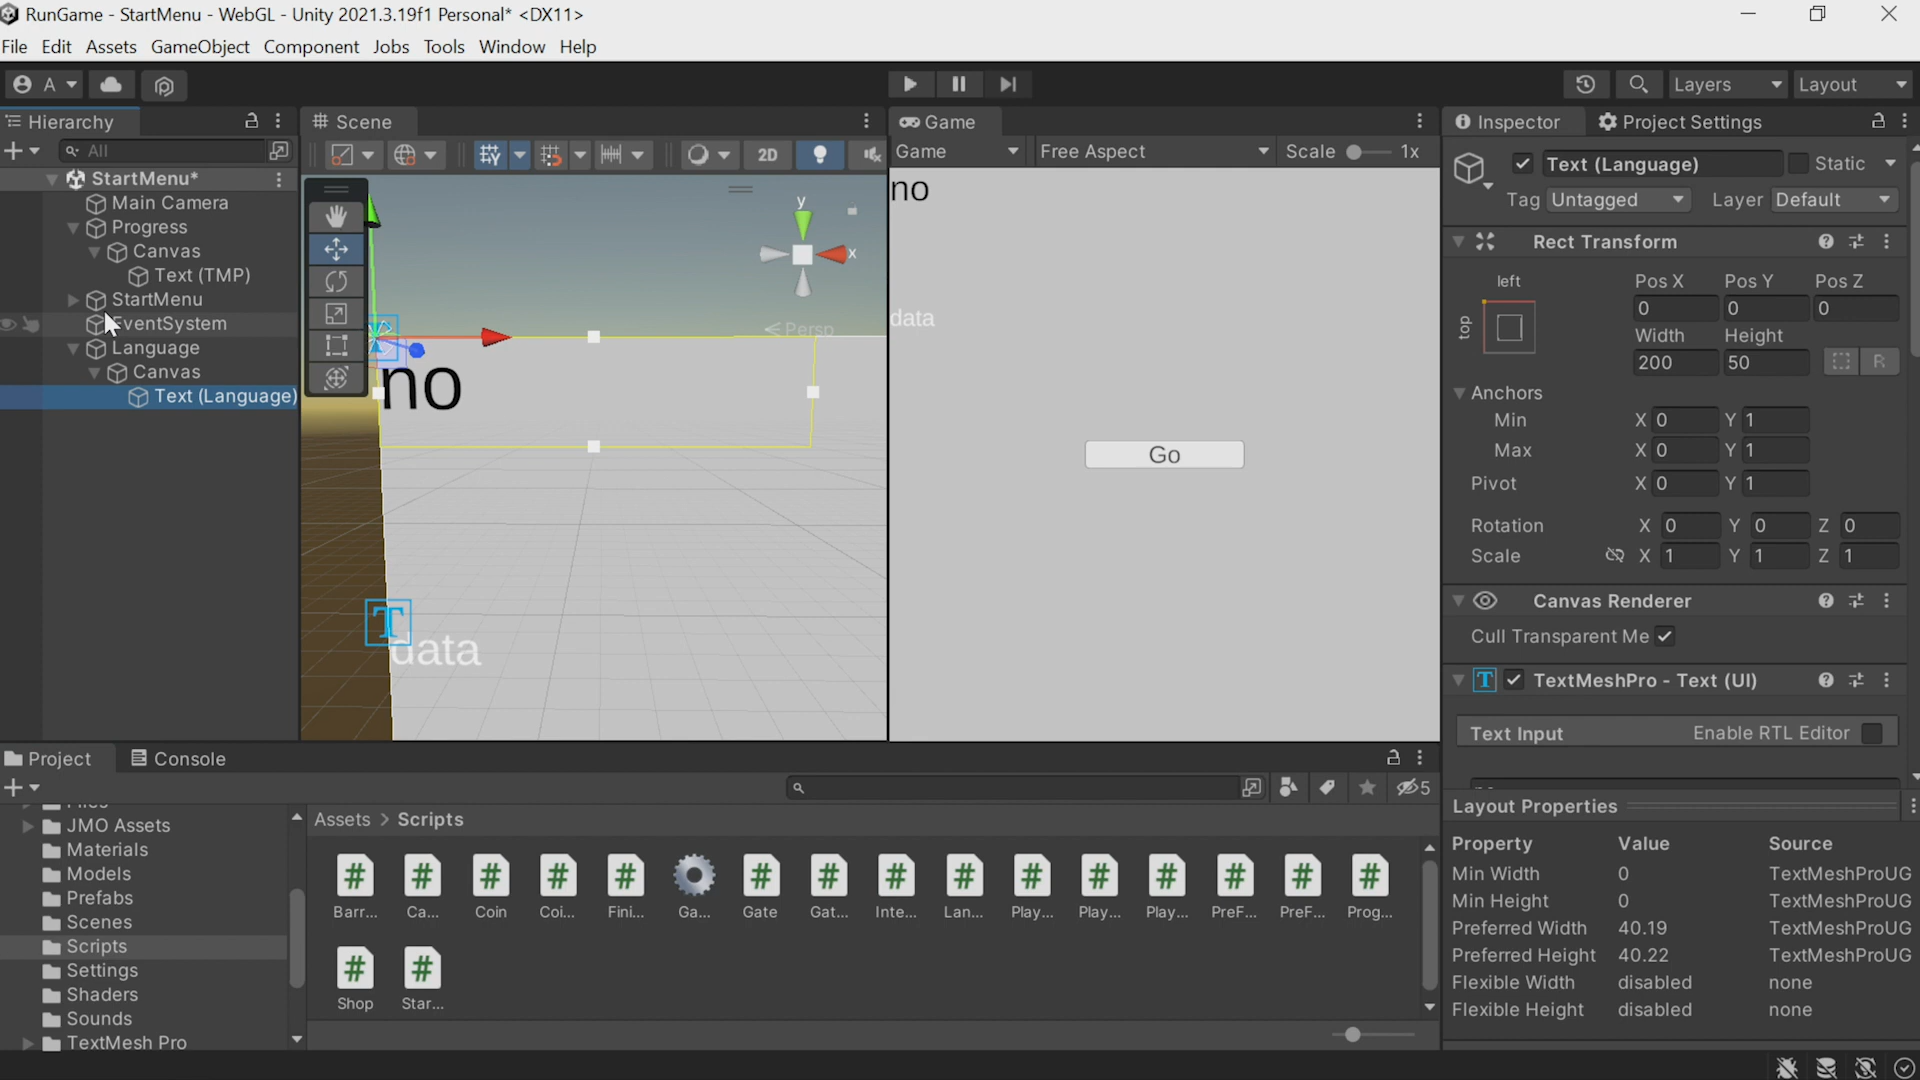 RunGame - StartMenu - WebGL - Unity 2021.3.19f1 Personal* <DX11>
File Edit Assets GameObject Component Jobs Tools Window Help
A
Layers
Layout
Hierarchy
All
StartMenu*
Main Camera
Progress
Canvas
Text (TMP)
StartMenu
EventSystem
Language
Canvas
Text (Language)
Scene
2D
y
x
Persp
no
data
Game
Game
Free Aspect
Scale 1x
no
data
Go
Inspector
Project Settings
Text (Language)
Static
Tag Untagged Layer Default
Rect Transform
left
top
Pos X Pos Y Pos Z
0 0 0
Width Height
200 50
R
Anchors
Min X 0 Y 1
Max X 0 Y 1
Pivot X 0 Y 1
Rotation X 0 Y 0 Z 0
Scale X 1 Y 1 Z 1
Canvas Renderer
Cull Transparent Me
TextMeshPro - Text (UI)
Text Input Enable RTL Editor
Layout Properties
Property Value Source
Min Width 0 TextMeshProUG
Min Height 0 TextMeshProUG
Preferred Width 40.19 TextMeshProUG
Preferred Height 40.22 TextMeshProUG
Flexible Width disabled none
Flexible Height disabled none
Project
Console
5
JMO Assets
Materials
Models
Prefabs
Scenes
Scripts
Settings
Shaders
Sounds
TextMesh Pro
Assets > Scripts
Barr... Ca... Coin Coi... Fini... Ga... Gate Gat... Inte... Lan... Play... Play... Play... PreF... PreF... Prog...
Shop Star...